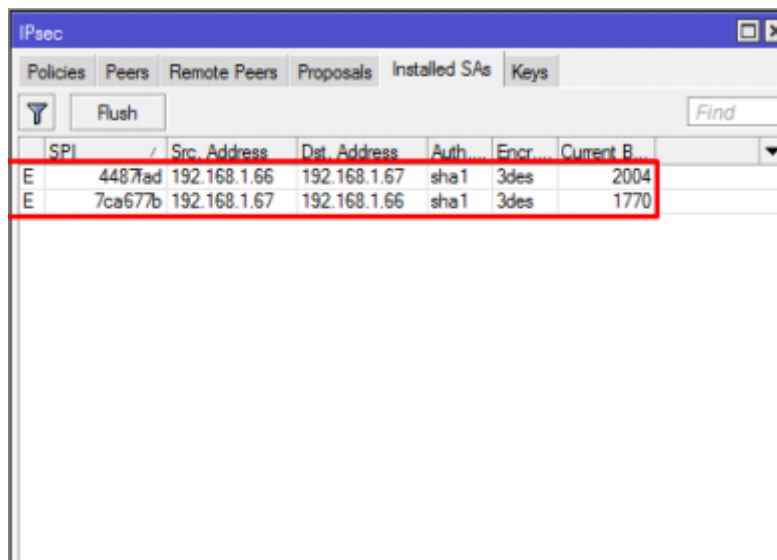 IPsec
Policies Peers Remote Peers Proposals Installed SAs Keys
Flush Find
SPI Src. Address Dst. Address Auth.... Encr.... Current B...
E 4487fad 192.168.1.66 192.168.1.67 sha1 3des 2004
E 7ca677b 192.168.1.67 192.168.1.66 sha1 3des 1770